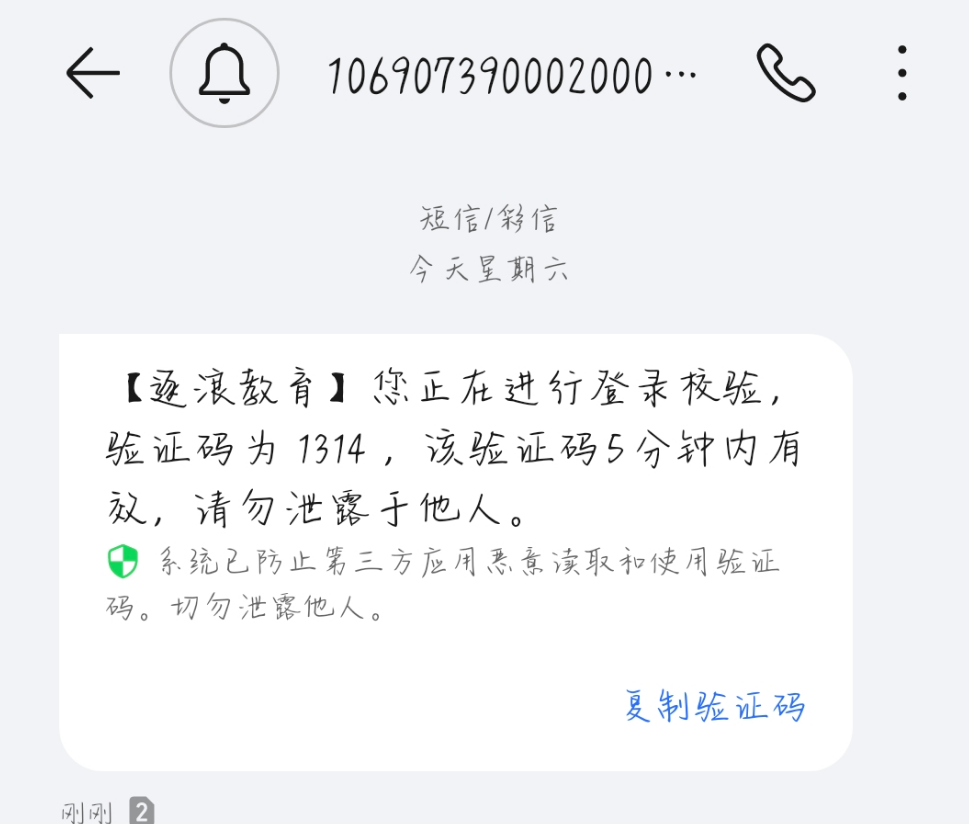 106907390002000…
短信/彩信
今天星期六
【逐浪教育】您正在进行登录校验,
验证码为 1314 ，该验证码5分钟内有
效，请勿泄露于他人。
系统已防止第三方应用恶意读取和使用验证
码。切勿泄露他人。
复制验证码
刚刚 2